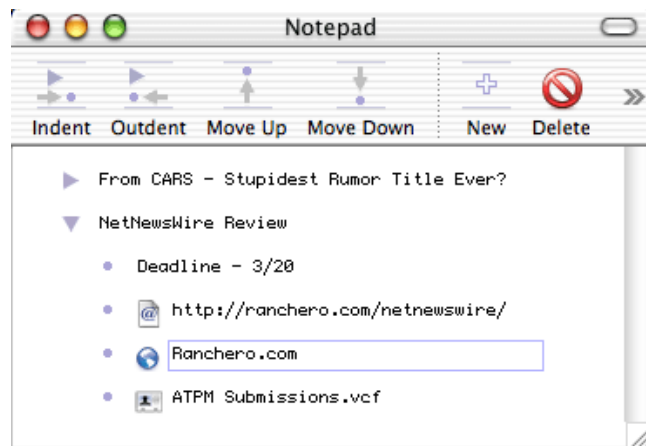 Notepad
Indent Outdent Move Up Move Down New Delete
From CARS - Stupidest Rumor Title Ever?
NetNewsWire Review
Deadline - 3/20
http://ranchero.com/netnewswire/
Ranchero.com
ATPM Submissions.vcf